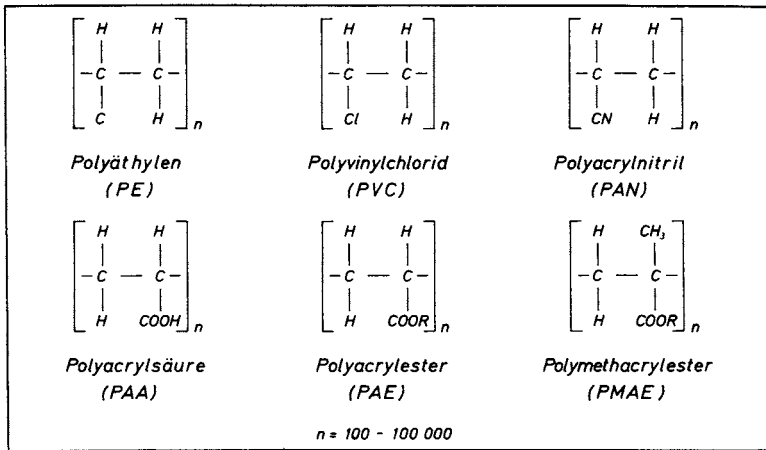 H H
— C — C —
C H n
Polyäthylen
(PE)
H H
— C — C —
Cl H n
Polyvinylchlorid
(PVC)
H H
— C — C —
CN H n
Polyacrylnitril
(PAN)
H H
— C — C —
H COOH n
Polyacrylsäure
(PAA)
H H
— C — C —
H COOR n
Polyacrylester
(PAE)
H CH₃
— C — C —
H COOR n
Polymethacrylester
(PMAE)
n = 100 - 100 000